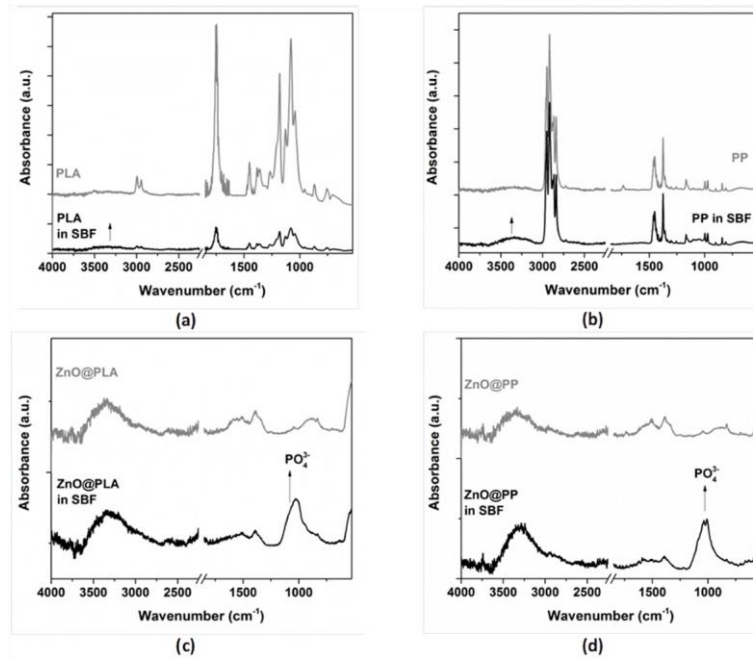 Absorbance (a.u.)
PLA
PLA
in SBF
4000 3500 3000 2500 1500 1000
Wavenumber (cm⁻¹)
(a)
Absorbance (a.u.)
PP
PP in SBF
4000 3500 3000 2500 1500 1000
Wavenumber (cm⁻¹)
(b)
Absorbance (a.u.)
ZnO@PLA
PO₄³⁻
ZnO@PLA
in SBF
4000 3500 3000 2500 1500 1000
Wavenumber (cm⁻¹)
(c)
Absorbance (a.u.)
ZnO@PP
PO₄³⁻
ZnO@PP
in SBF
4000 3500 3000 2500 1500 1000
Wavenumber (cm⁻¹)
(d)